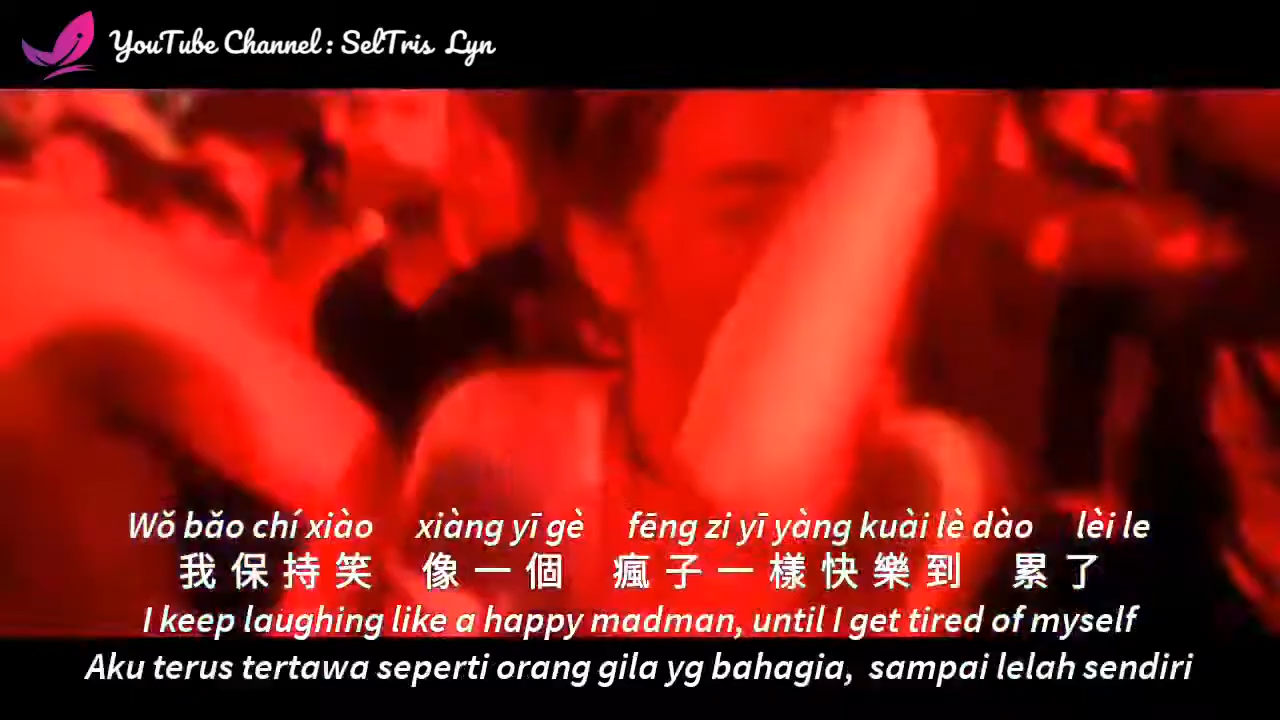 YouTube Channel : SelTris Lyn
Wǒ bǎo chí xiào xiàng yī gè fēng zi yī yàng kuài lè dào lèi le
我保持笑 像一個 瘋子一樣快樂到 累了
I keep laughing like a happy madman, until I get tired of myself
Aku terus tertawa seperti orang gila yg bahagia, sampai lelah sendiri